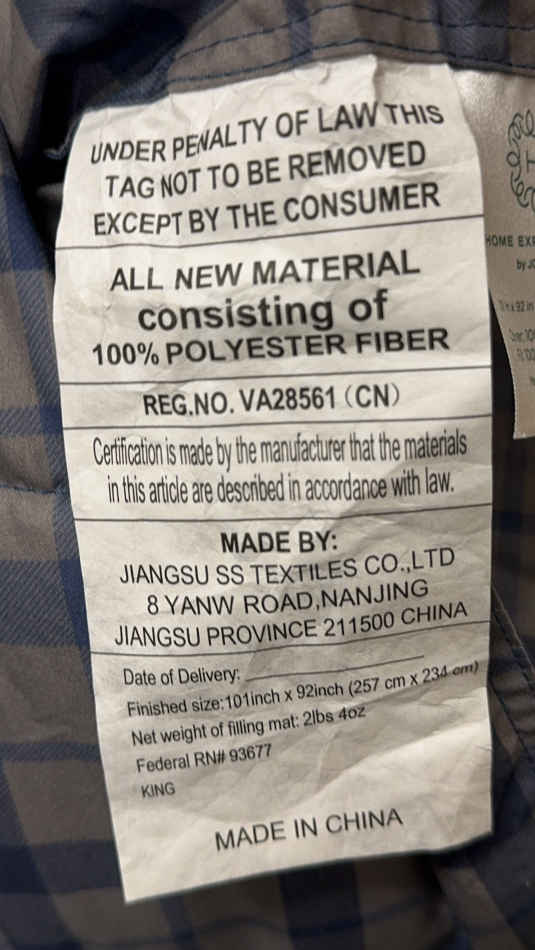 UNDER PENALTY OF LAW THIS
TAG NOT TO BE REMOVED
EXCEPT BY THE CONSUMER
ALL NEW MATERIAL
consisting of
100% POLYESTER FIBER
REG.NO. VA28561 (CN)
Certification is made by the manufacturer that the materials
in this article are described in accordance with law.
MADE BY:
JIANGSU SS TEXTILES CO.,LTD
8 YANW ROAD,NANJING
JIANGSU PROVINCE 211500 CHINA
Date of Delivery:
Finished size:101inch x 92inch (257 cm x 234 cm)
Net weight of filling mat: 2lbs 4oz
Federal RN# 93677
KING
MADE IN CHINA
HOME
by
x 92 in